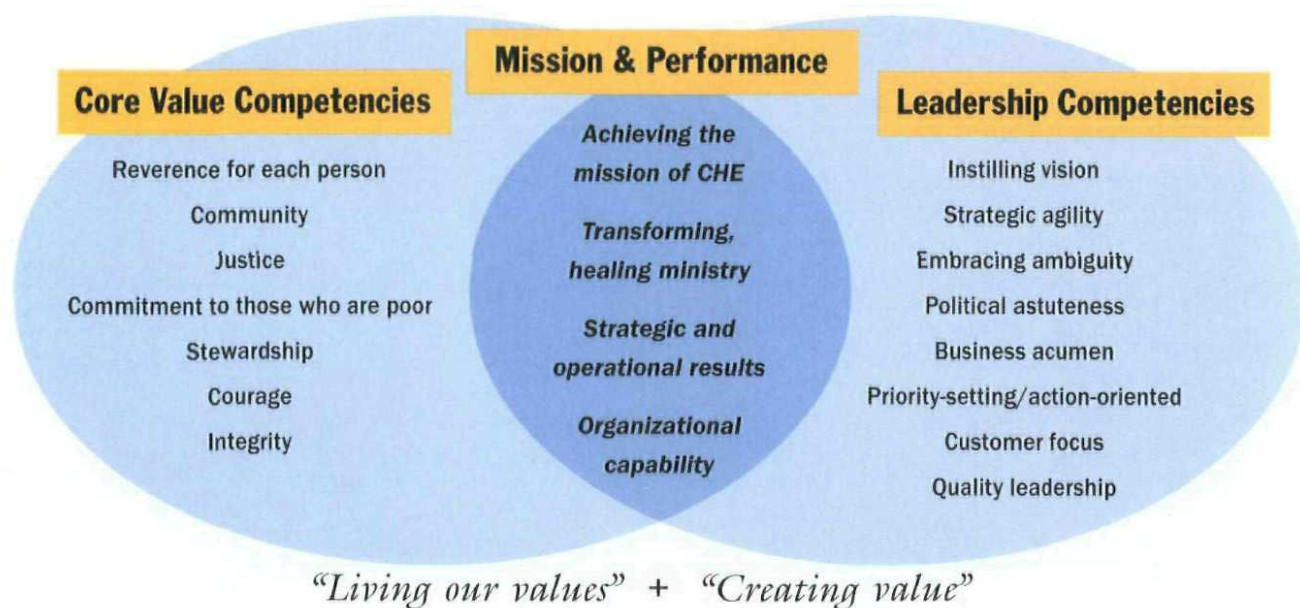 Mission & Performance
Core Value Competencies
Reverence for each person
Community
Justice
Commitment to those who are poor
Stewardship
Courage
Integrity
Achieving the
mission of CHE
Transforming,
healing ministry
Strategic and
operational results
Organizational
capability
Leadership Competencies
Instilling vision
Strategic agility
Embracing ambiguity
Political astuteness
Business acumen
Priority-setting/action-oriented
Customer focus
Quality leadership
“Living our values” + “Creating value”